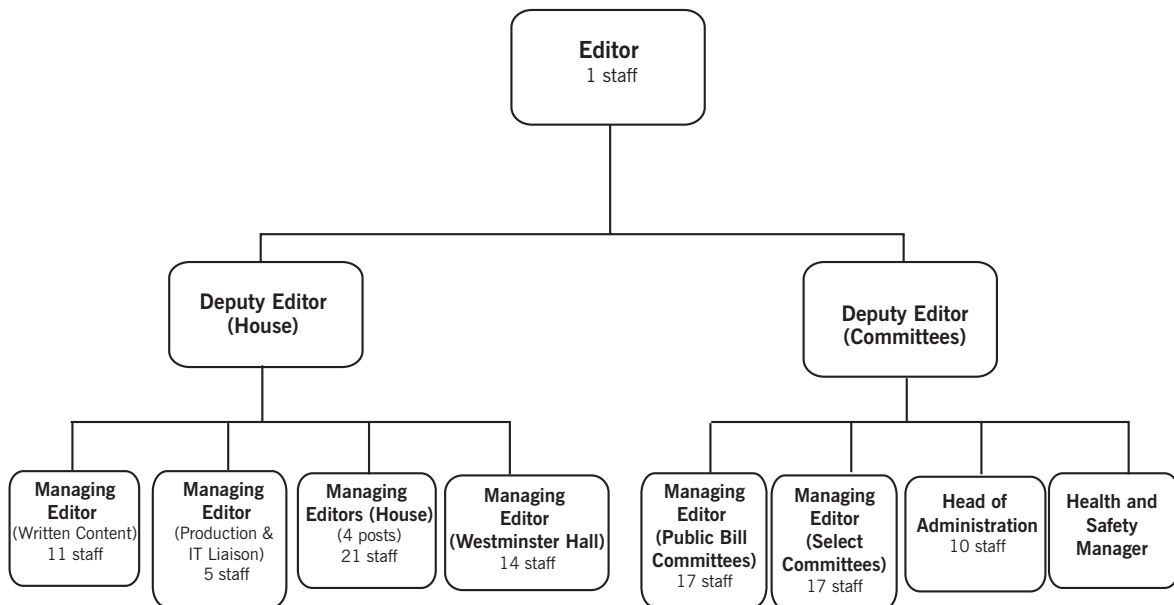 Editor
1 staff
Deputy Editor
(House)
Deputy Editor
(Committees)
Managing
Editor
(Written Content)
11 staff
Managing
Editor
(Production &
IT Liaison)
5 staff
Managing
Editors (House)
(4 posts)
21 staff
Managing
Editor
(Westminster Hall)
14 staff
Managing
Editor
(Public Bill
Committees)
17 staff
Managing
Editor
(Select
Committees)
17 staff
Head of
Administration
10 staff
Health and
Safety
Manager